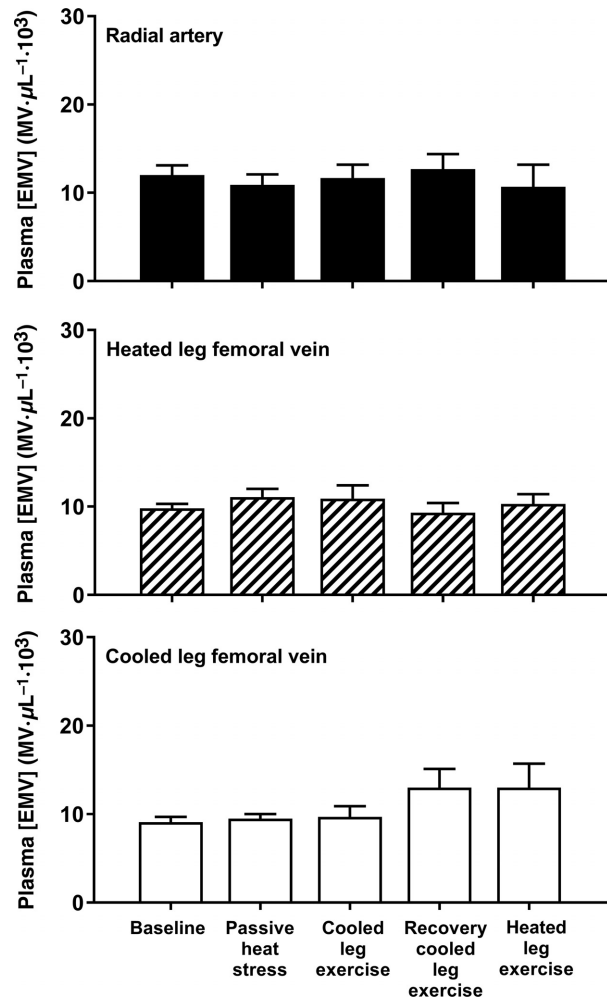 Plasma [EMV] (MV·µL⁻¹·10³)
30
20
10
0
Radial artery
Plasma [EMV] (MV·µL⁻¹·10³)
30
20
10
0
Heated leg femoral vein
Plasma [EMV] (MV·µL⁻¹·10³)
30
20
10
0
Cooled leg femoral vein
Baseline
Passive
heat
stress
Cooled
leg
exercise
Recovery
cooled
leg
exercise
Heated
leg
exercise